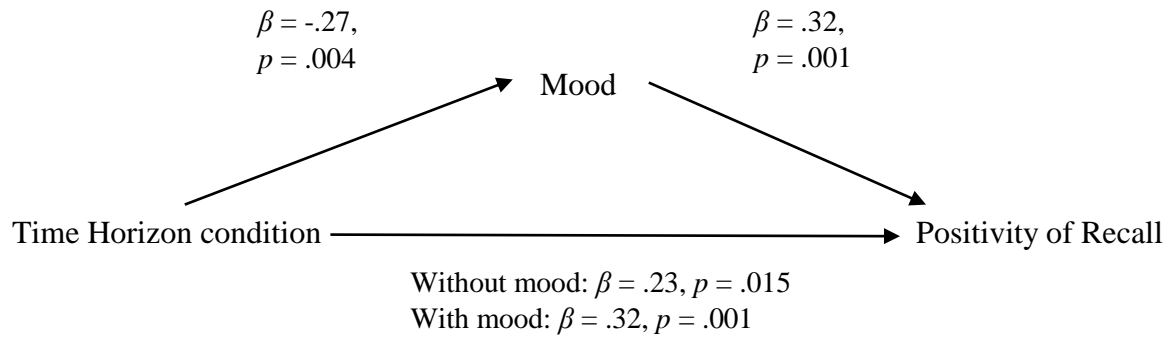 β = -.27,
p = .004
β = .32,
p = .001
Mood
Time Horizon condition
Positivity of Recall
Without mood: β = .23, p = .015
With mood: β = .32, p = .001